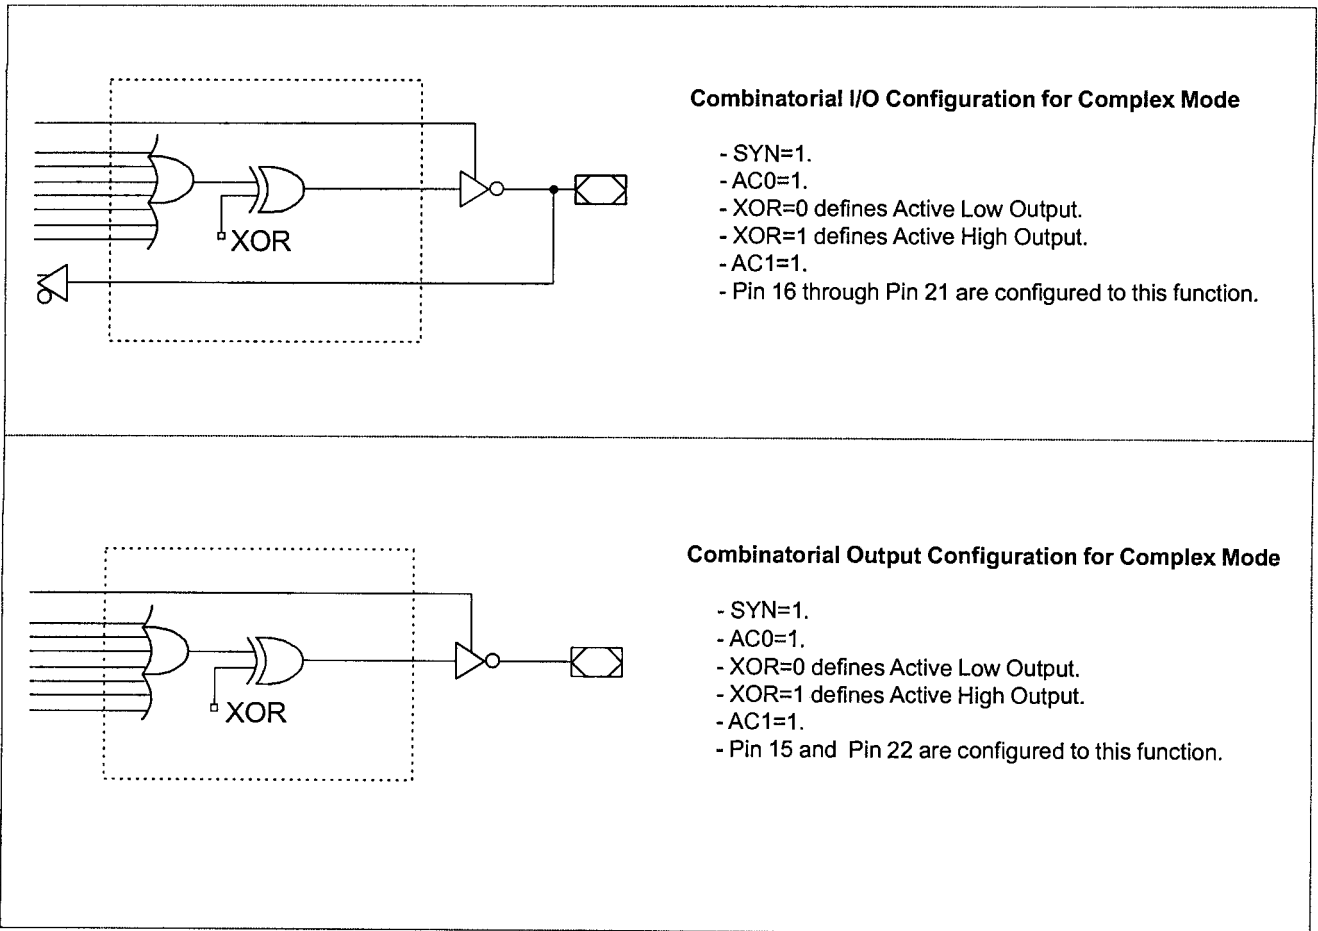 Combinatorial I/O Configuration for Complex Mode
- SYN=1.
- AC0=1.
- XOR=0 defines Active Low Output.
- XOR=1 defines Active High Output.
- AC1=1.
- Pin 16 through Pin 21 are configured to this function.
XOR
Combinatorial Output Configuration for Complex Mode
- SYN=1.
- AC0=1.
- XOR=0 defines Active Low Output.
- XOR=1 defines Active High Output.
- AC1=1.
- Pin 15 and Pin 22 are configured to this function.
XOR